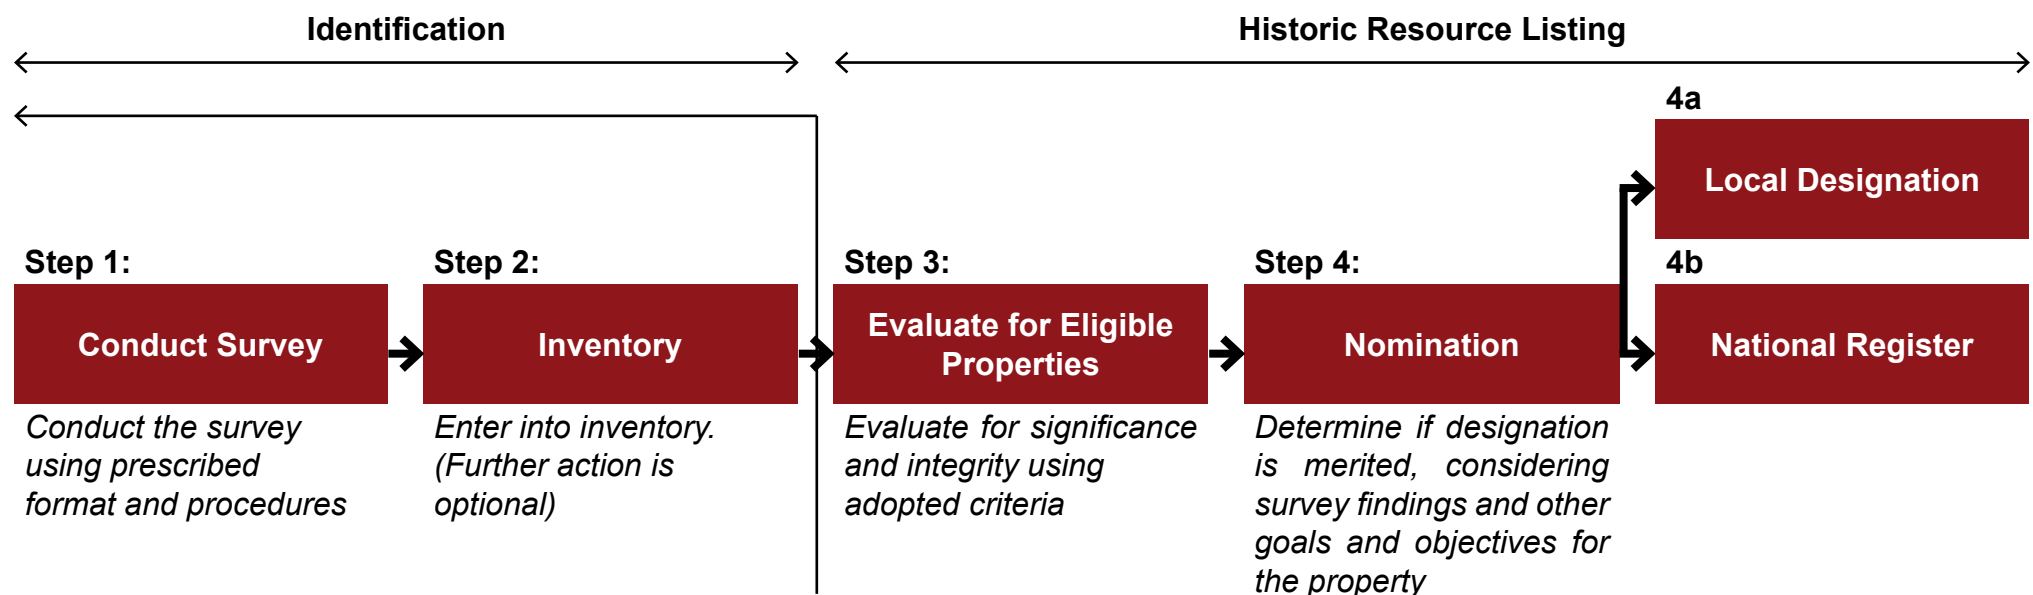 Identification
Historic Resource Listing
4a
Local Designation
Step 1:
Step 2:
Step 3:
Step 4:
4b
Conduct Survey
Inventory
Evaluate for Eligible
Properties
Nomination
National Register
Conduct the survey
using prescribed
format and procedures
Enter into inventory.
(Further action is
optional)
Evaluate for significance
and integrity using
adopted criteria
Determine if designation
is merited, considering
survey findings and other
goals and objectives for
the property